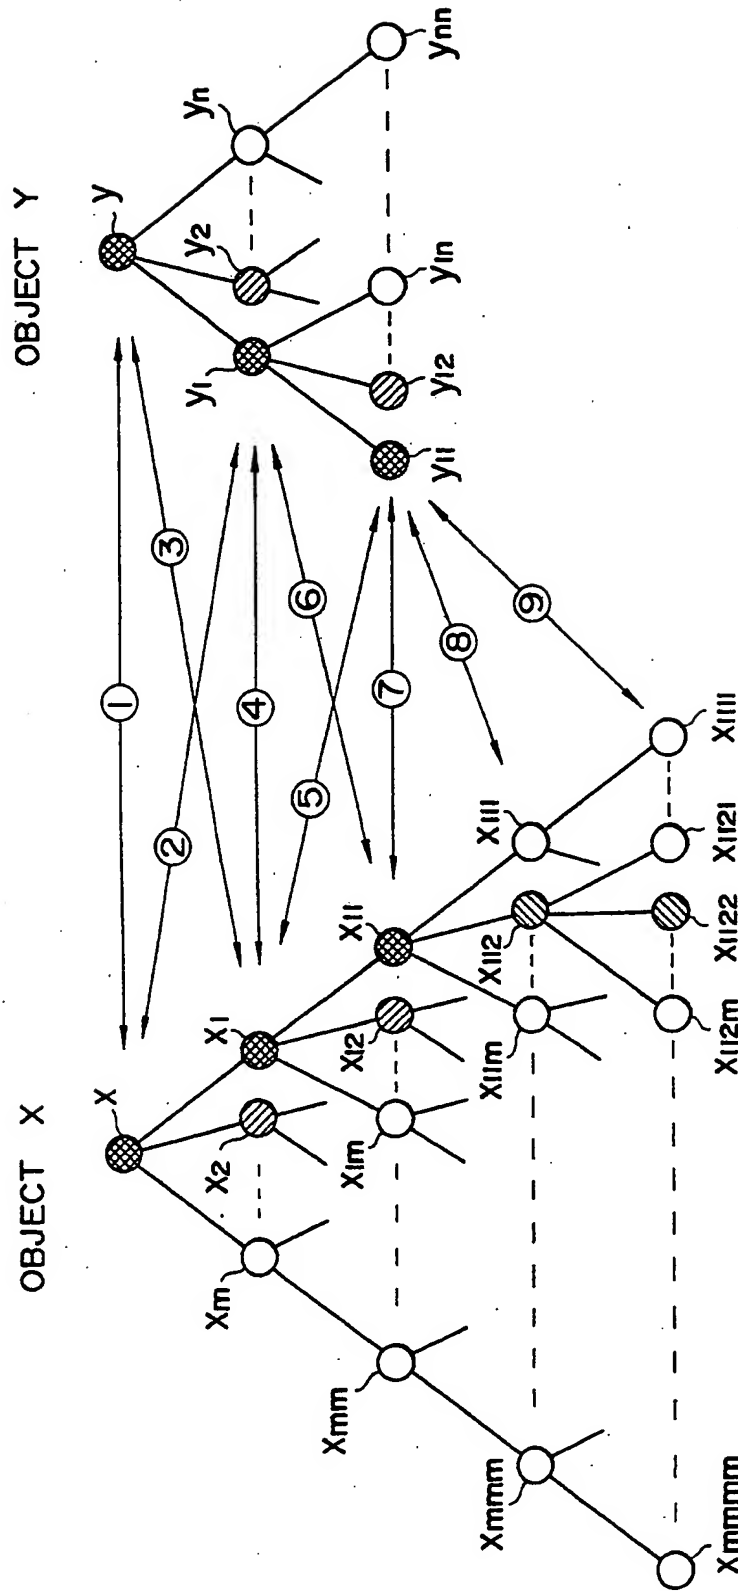 OBJECT X
OBJECT Y
X
y
①
③
②
X1
X2
Xm
y1
y2
yn
④
⑥
⑤
X11
X12
X1m
Xmm
y11
y12
y1n
ynn
⑦
⑧
⑨
X111
X112
X11m
Xmmm
X1111
X1121
X1122
X112m
Xmmmm